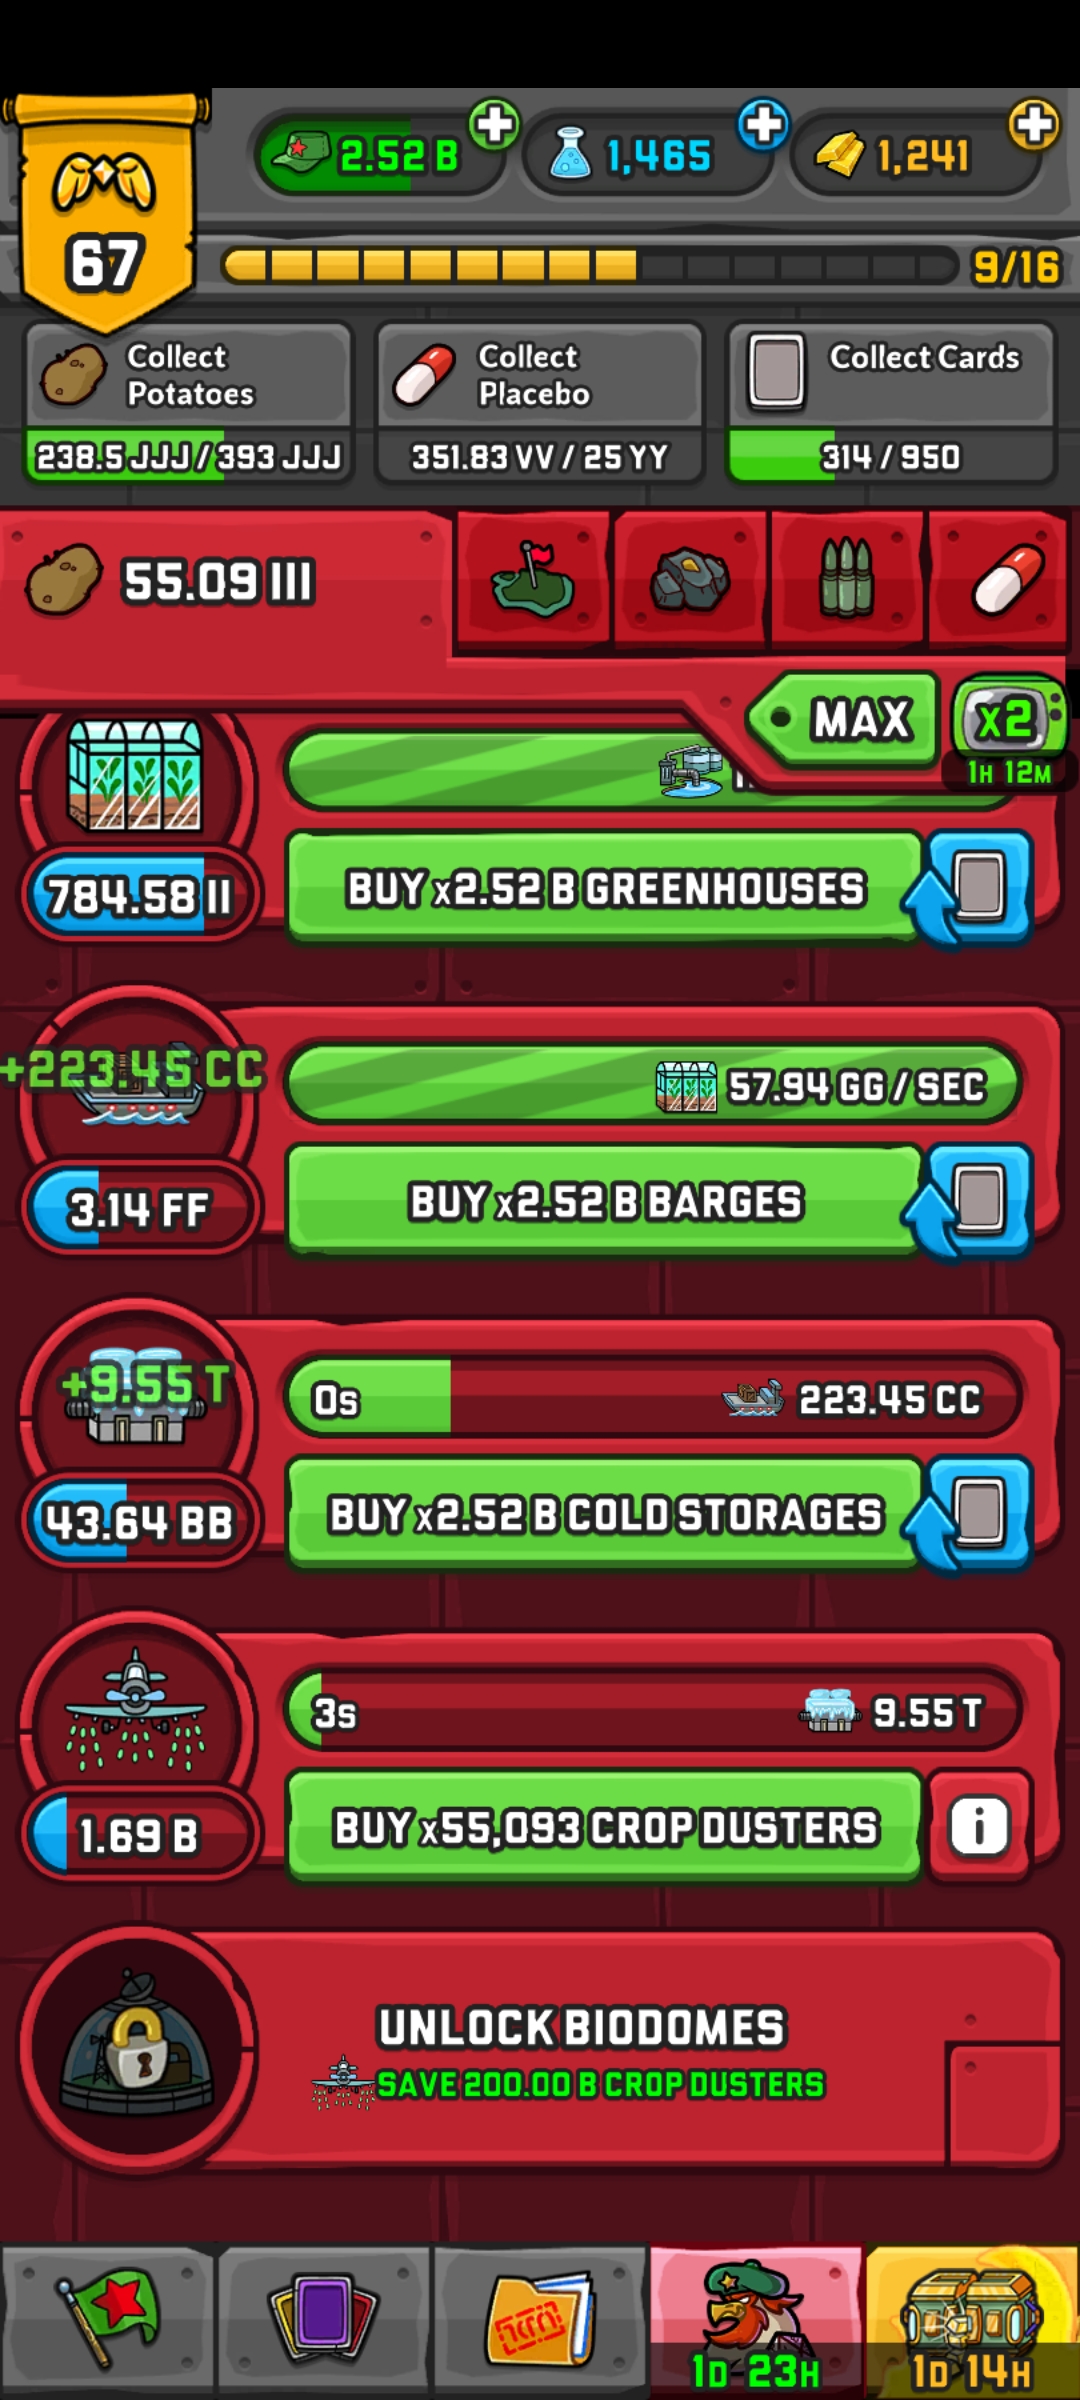 2.52 B
1,465
1,241
67
9/16
Collect
Potatoes
Collect
Placebo
Collect Cards
238.5 JJJ / 393 JJJ
351.83 VV / 25 YY
314 / 950
55.09 III
MAX
x2
1H 12M
784.58 II
BUY x2.52 B GREENHOUSES
+223.45 CC
57.94 GG / SEC
3.14 FF
BUY x2.52 B BARGES
+9.55 T
0s
223.45 CC
43.64 BB
BUY x2.52 B COLD STORAGES
3s
9.55 T
1.69 B
BUY x55,093 CROP DUSTERS
i
UNLOCK BIODOMES
SAVE 200.00 B CROP DUSTERS
1D 23H
1D 14H